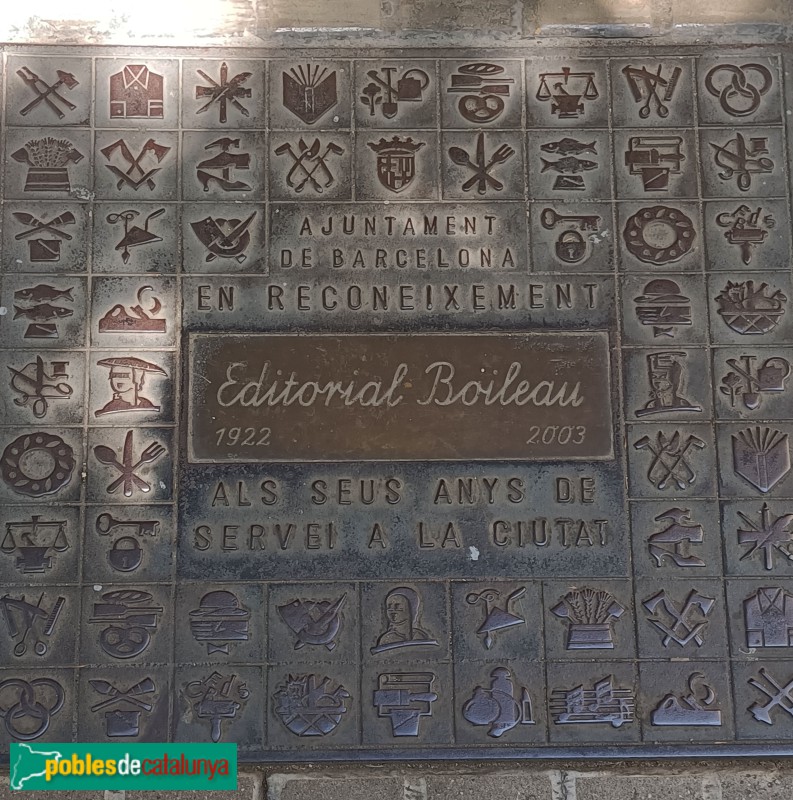 AJUNTAMENT
DE BARCELONA
EN RECONEIXEMENT
Editorial Boileau
1922 2003
ALS SEUS ANYS DE
SERVEI A LA CIUTAT
poblesdecatalunya